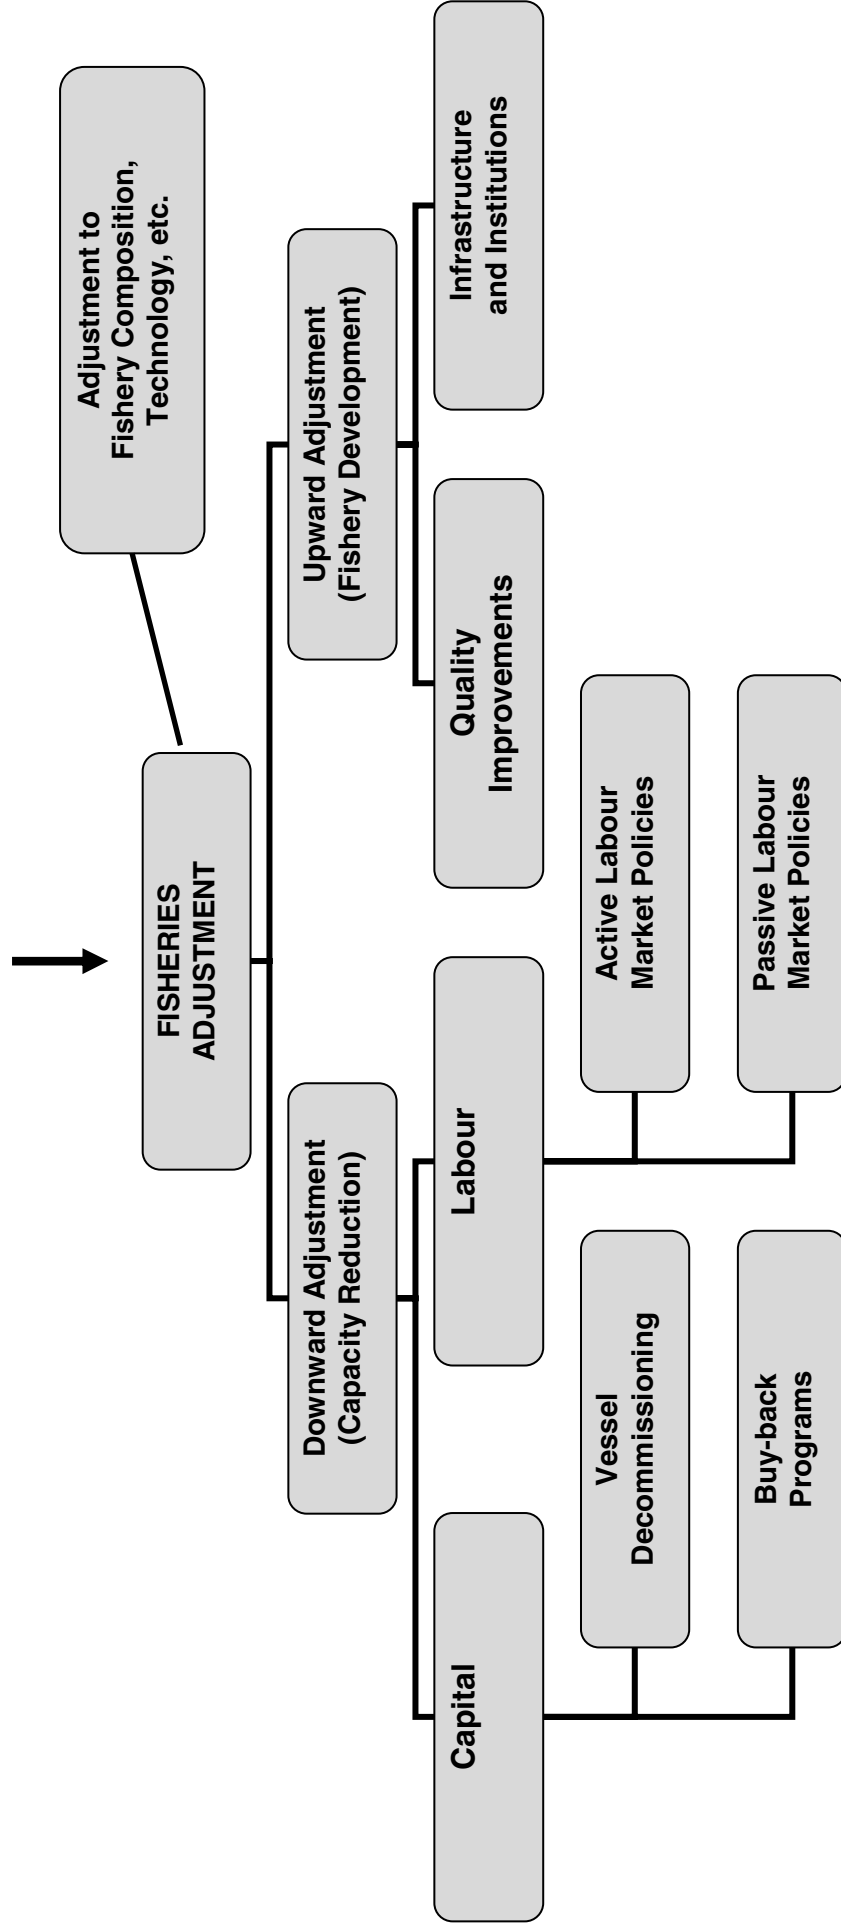 Adjustment to
Fishery Composition,
Technology, etc.
FISHERIES
ADJUSTMENT
Downward Adjustment
(Capacity Reduction)
Upward Adjustment
(Fishery Development)
Capital
Labour
Quality
Improvements
Infrastructure
and Institutions
Vessel
Decommissioning
Active Labour
Market Policies
Buy-back
Programs
Passive Labour
Market Policies